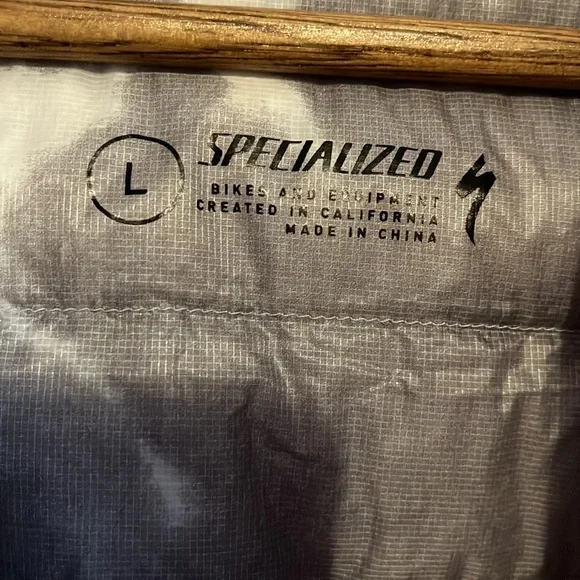 L
SPECIALIZED
BIKES AND EQUIPMENT
CREATED IN CALIFORNIA
MADE IN CHINA